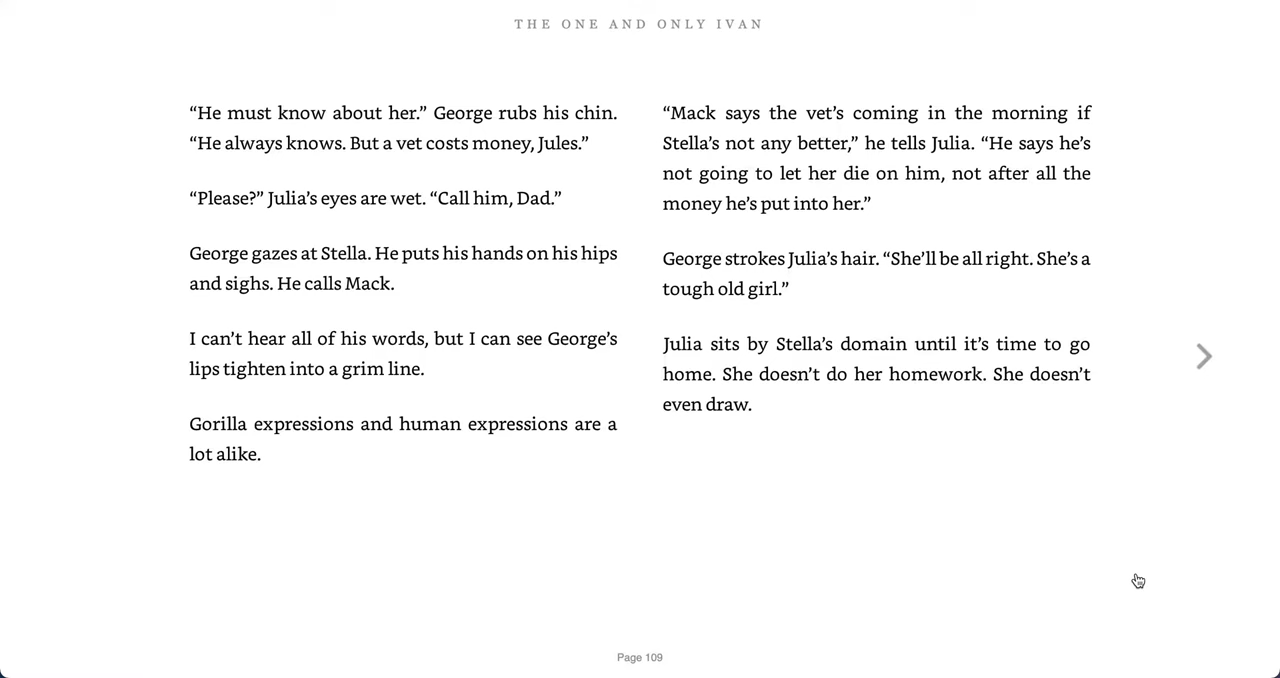 THE ONE AND ONLY IVAN
“He must know about her.” George rubs his chin.
“He always knows. But a vet costs money, Jules.”
“Please?” Julia’s eyes are wet. “Call him, Dad.”
George gazes at Stella. He puts his hands on his hips
and sighs. He calls Mack.
I can’t hear all of his words, but I can see George’s
lips tighten into a grim line.
Gorilla expressions and human expressions are a
lot alike.
“Mack says the vet’s coming in the morning if
Stella’s not any better,” he tells Julia. “He says he’s
not going to let her die on him, not after all the
money he’s put into her.”
George strokes Julia’s hair. “She’ll be all right. She’s a
tough old girl.”
Julia sits by Stella’s domain until it’s time to go
home. She doesn’t do her homework. She doesn’t
even draw.
Page 109